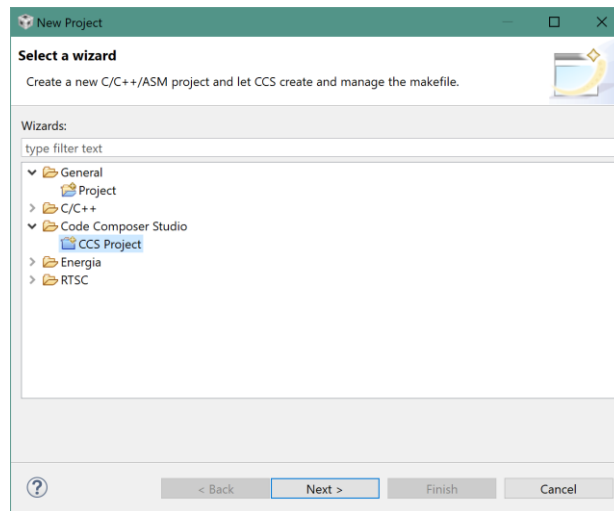 New Project
Select a wizard
Create a new C/C++/ASM project and let CCS create and manage the makefile.
Wizards:
type filter text
General
Project
C/C++
Code Composer Studio
CCS Project
Energia
RTSC
?
< Back Next > Finish Cancel